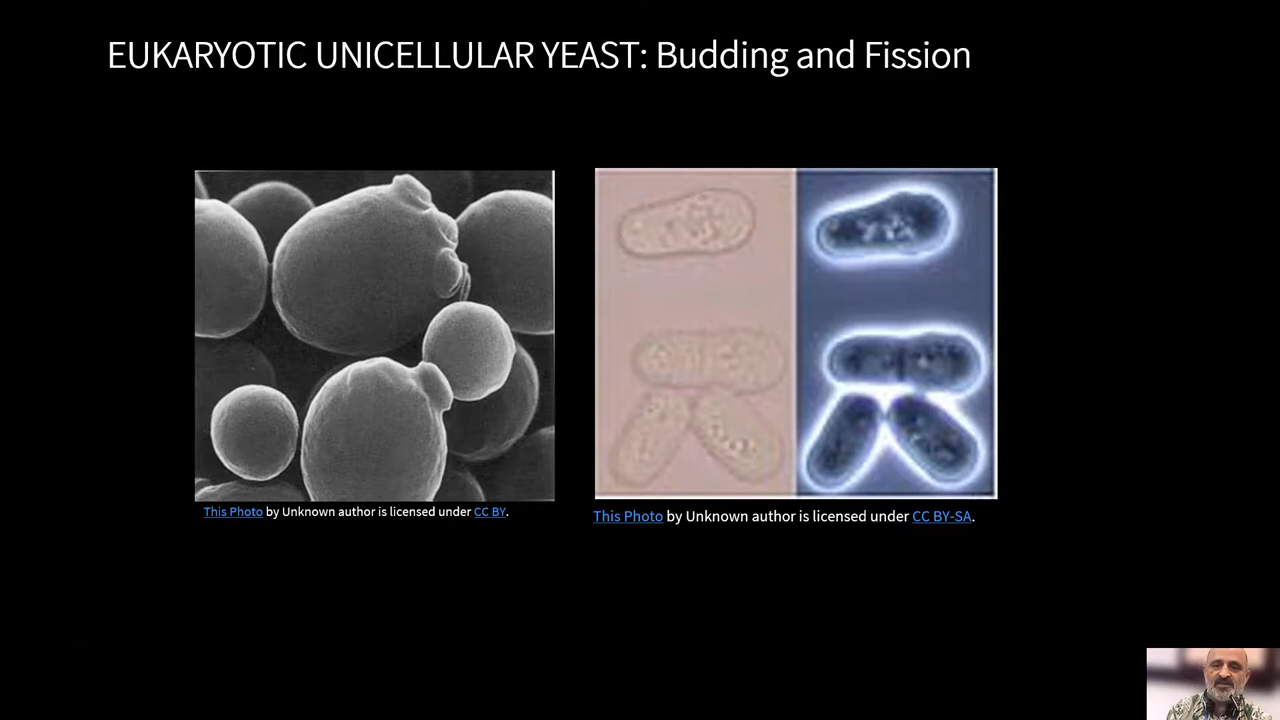 EUKARYOTIC UNICELLULAR YEAST: Budding and Fission
This Photo by Unknown author is licensed under CC BY.
This Photo by Unknown author is licensed under CC BY-SA.